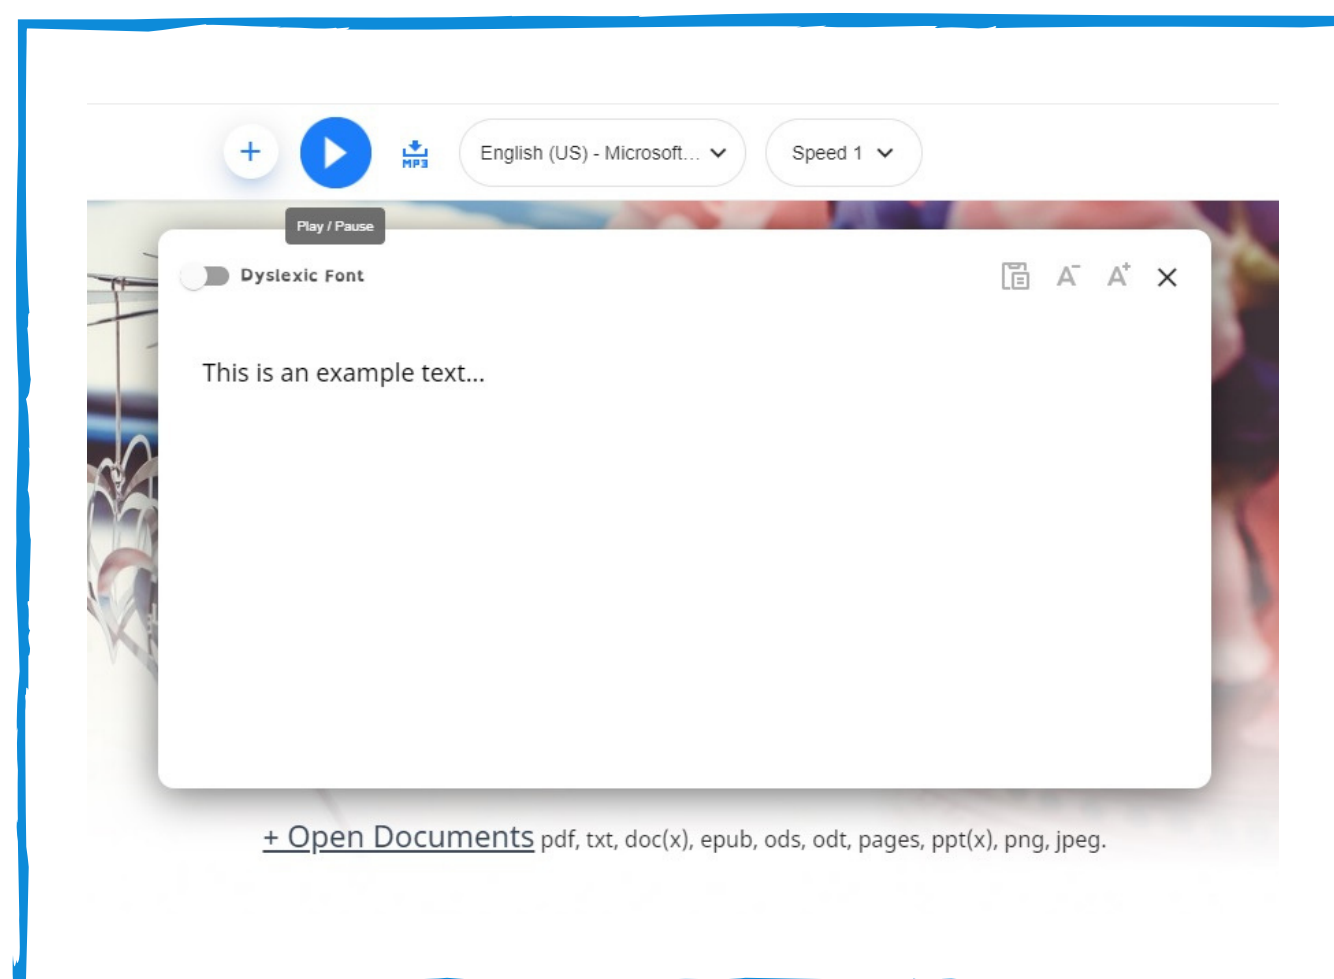 MP3
English (US) - Microsoft...
Speed 1
Play / Pause
Dyslexic Font
A- A+
This is an example text...
+ Open Documents pdf, txt, doc(x), epub, ods, odt, pages, ppt(x), png, jpeg.